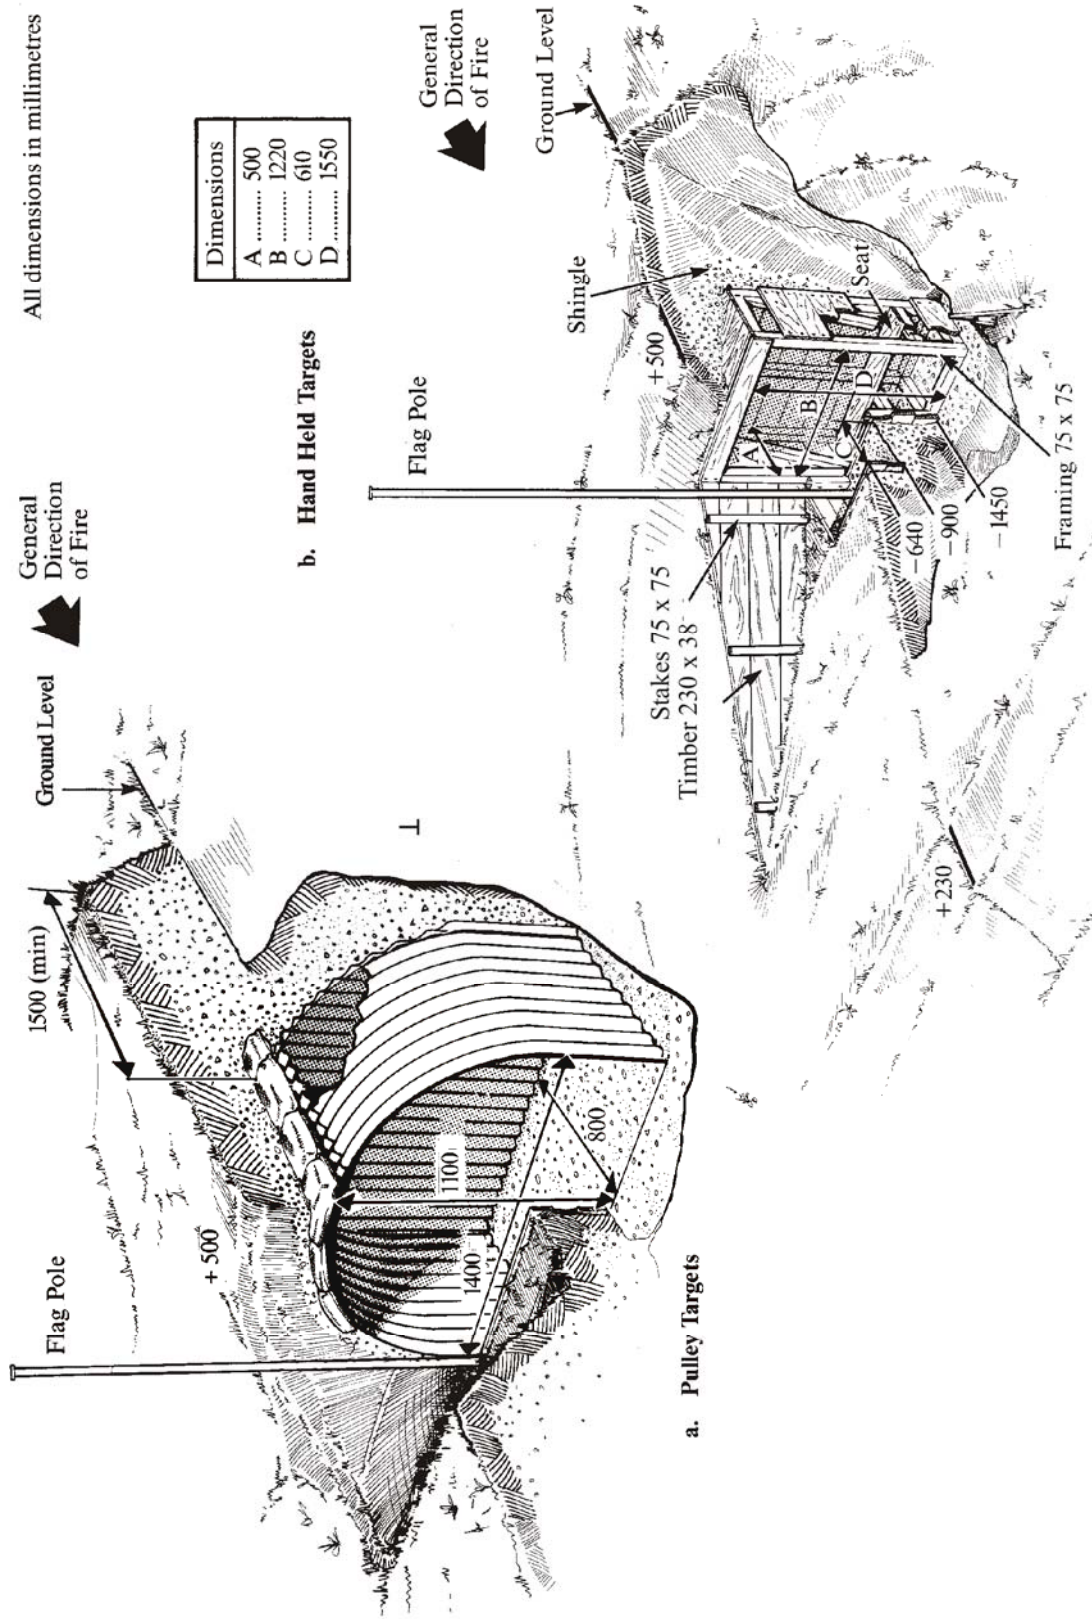 All dimensions in millimetres
General
Direction
of Fire
Ground Level
1500 (min)
+500
Flag Pole
1100
1400
800
a. Pulley Targets
b. Hand Held Targets
Dimensions
A ............ 500
B ............ 1220
C ............ 610
D ............ 1550
General
Direction
of Fire
Ground Level
Shingle
+500
Flag Pole
Seat
A
B
C
D
Stakes 75 x 75
Timber 230 x 38
-640
-900
-1450
Framing 75 x 75
+230